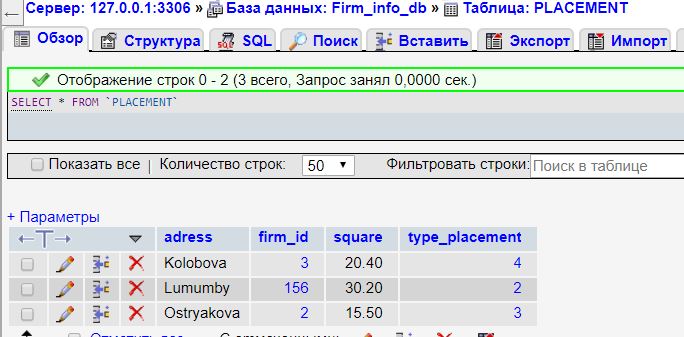 Сервер: 127.0.0.1:3306 » База данных: Firm_info_db » Таблица: PLACEMENT
Обзор Структура SQL Поиск Вставить Экспорт Импорт
Отображение строк 0 - 2 (3 всего, Запрос занял 0,0000 сек.)
SELECT * FROM `PLACEMENT`
Показать все | Количество строк: 50 Фильтровать строки: Поиск в таблице
+ Параметры
adress firm_id square type_placement
Kolobova 3 20.40 4
Lumumby 156 30.20 2
Ostryakova 2 15.50 3